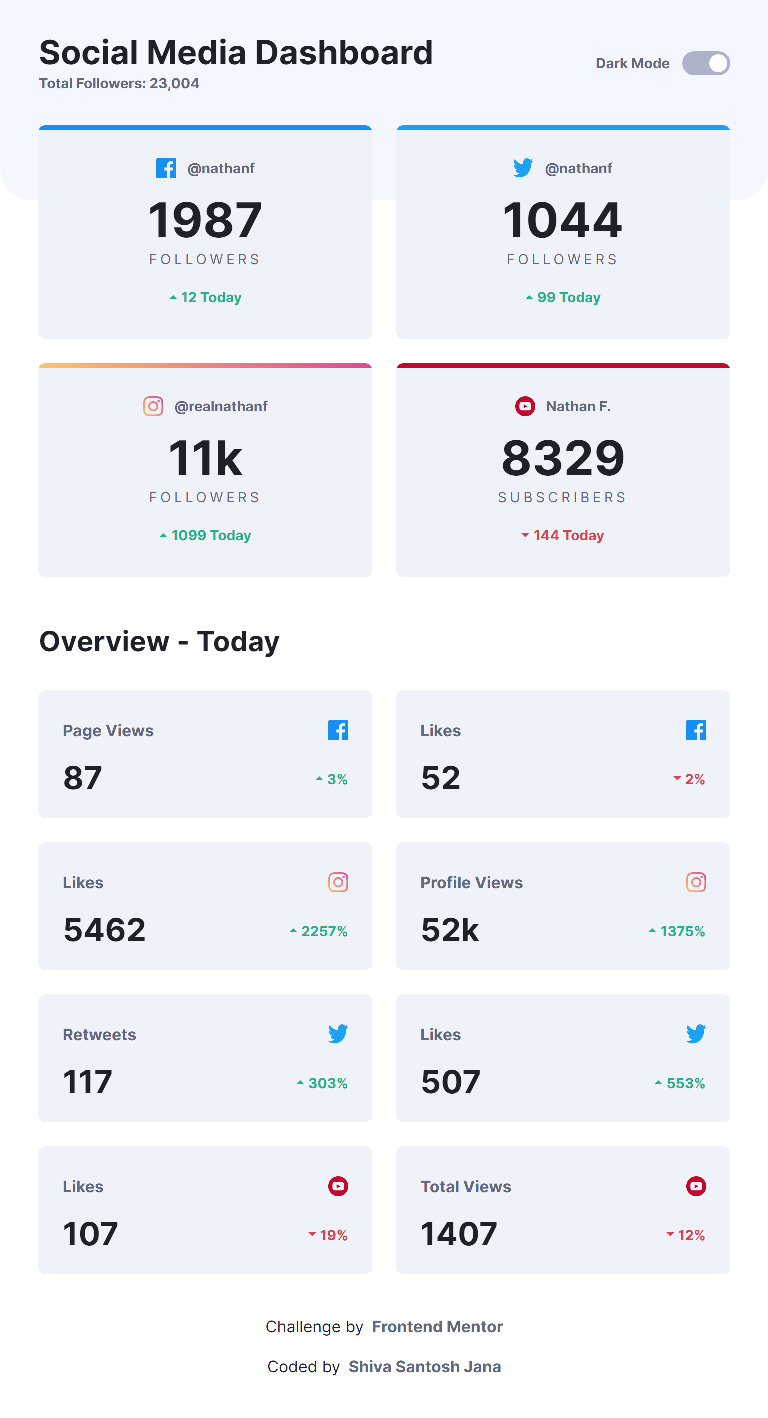 Social Media Dashboard
Total Followers: 23,004
Dark Mode
@nathanf
1987
FOLLOWERS
12 Today
@nathanf
1044
FOLLOWERS
99 Today
@realnathanf
11k
FOLLOWERS
1099 Today
Nathan F.
8329
SUBSCRIBERS
144 Today
Overview - Today
Page Views
87
3%
Likes
52
2%
Likes
5462
2257%
Profile Views
52k
1375%
Retweets
117
303%
Likes
507
553%
Likes
107
19%
Total Views
1407
12%
Challenge by Frontend Mentor
Coded by Shiva Santosh Jana